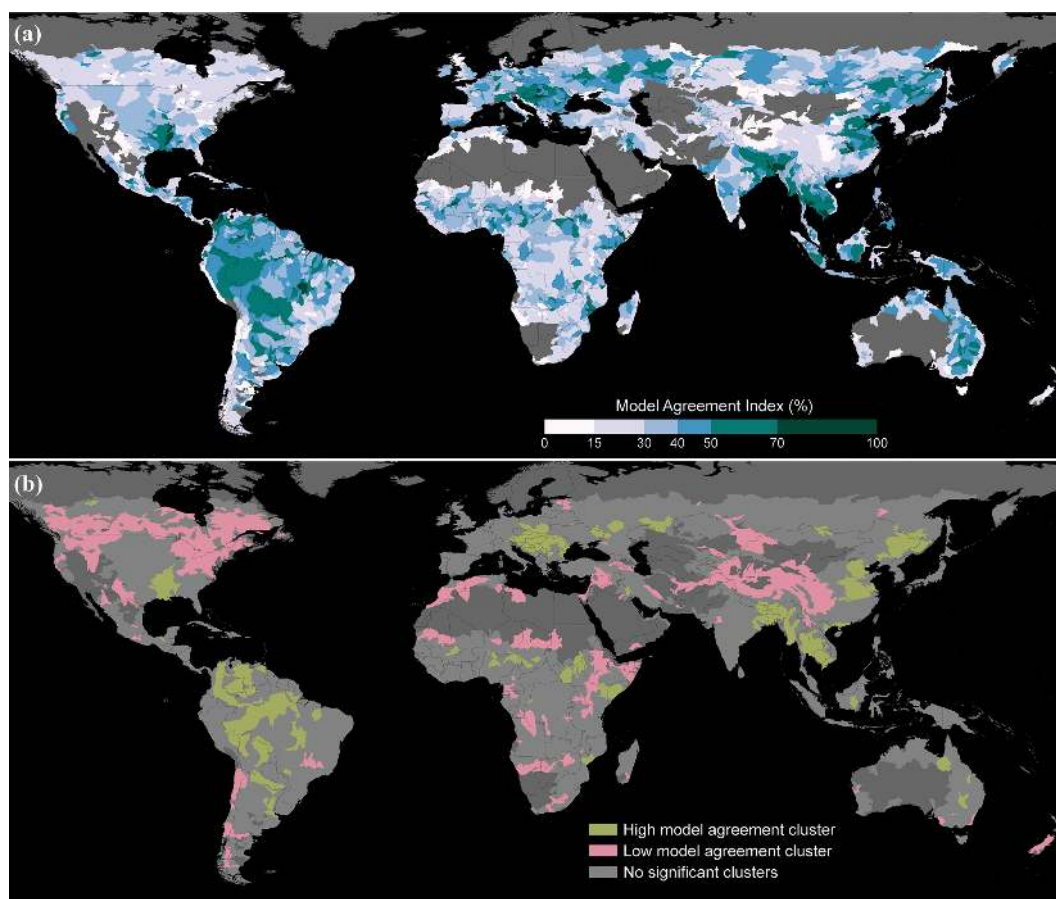 (a)
Model Agreement Index (%)
0 15 30 40 50 70 100
(b)
High model agreement cluster
Low model agreement cluster
No significant clusters